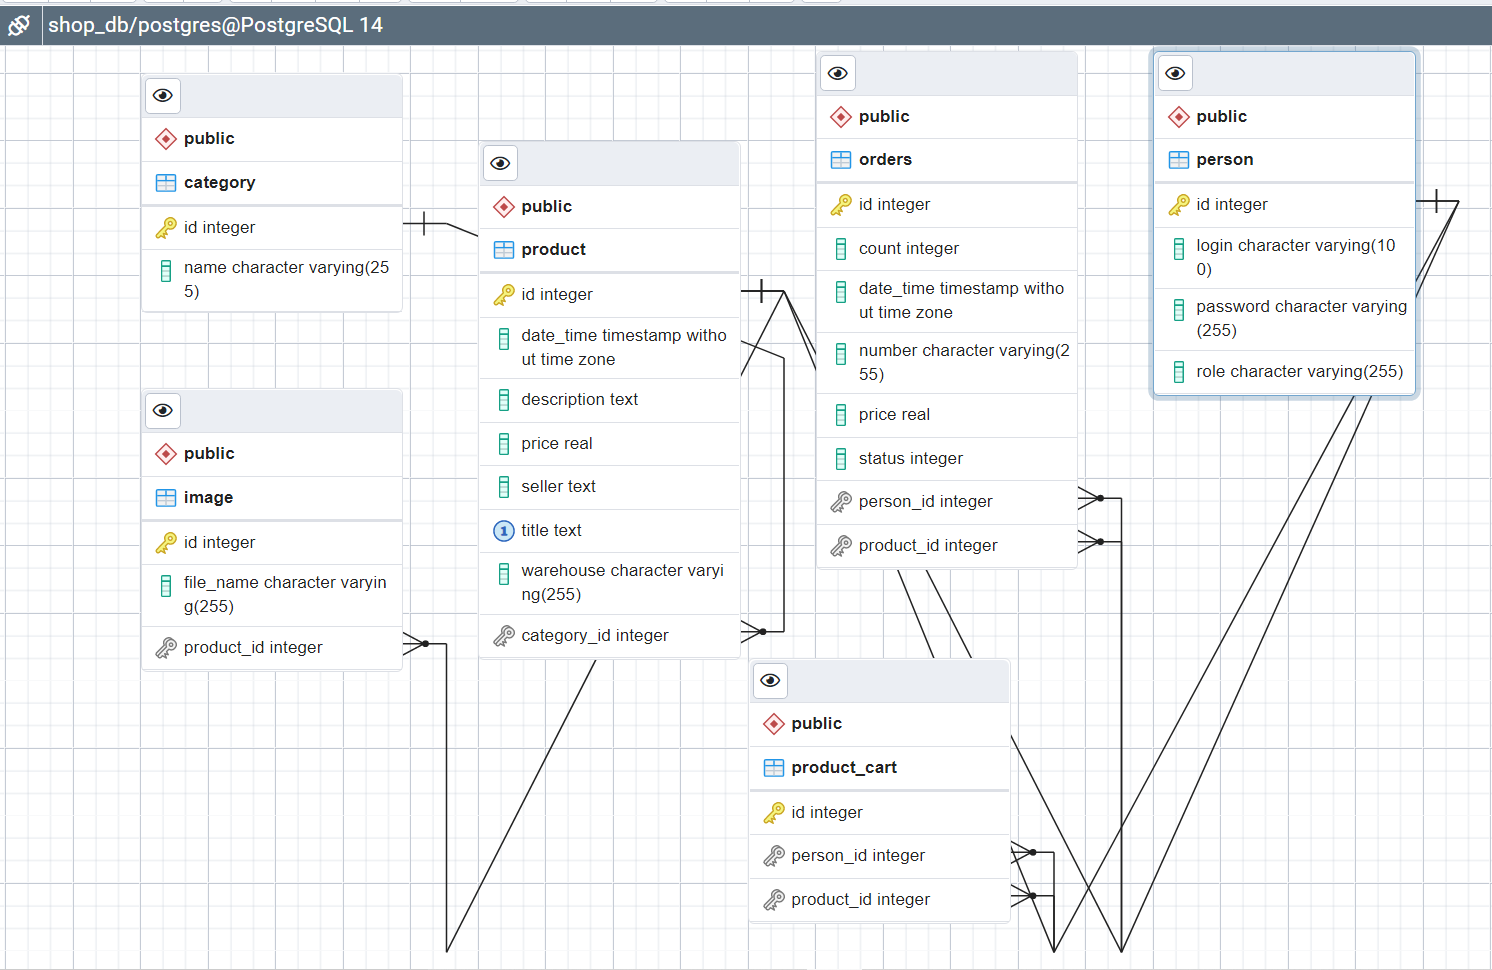 shop_db/postgres@PostgreSQL 14
public
category
id integer
name character varying(25
5)
public
image
id integer
file_name character varyin
g(255)
product_id integer
public
product
id integer
date_time timestamp witho
ut time zone
description text
price real
seller text
1 title text
warehouse character varyi
ng(255)
category_id integer
public
orders
id integer
count integer
date_time timestamp witho
ut time zone
number character varying(2
55)
price real
status integer
person_id integer
product_id integer
public
product_cart
id integer
person_id integer
product_id integer
public
person
id integer
login character varying(10
0)
password character varying
(255)
role character varying(255)